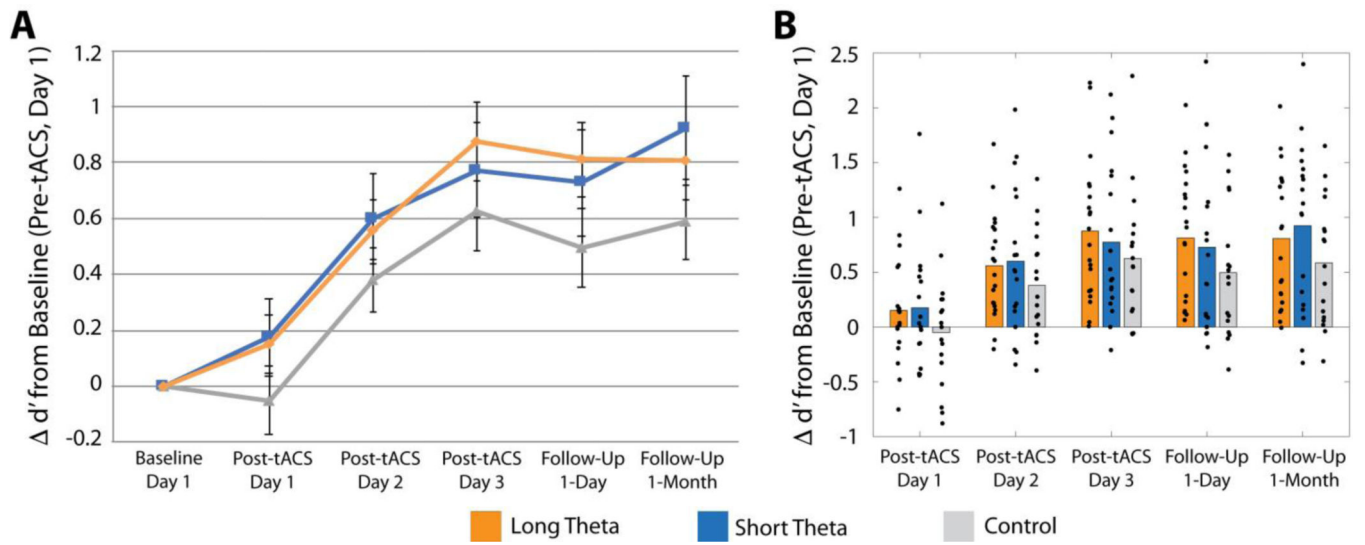 A
Δ d' from Baseline (Pre-tACS, Day 1)
1.2
1
0.8
0.6
0.4
0.2
0
-0.2
Baseline
Day 1
Post-tACS
Day 1
Post-tACS
Day 2
Post-tACS
Day 3
Follow-Up
1-Day
Follow-Up
1-Month
B
Δ d' from Baseline (Pre-tACS, Day 1)
2.5
2
1.5
1
0.5
0
-0.5
-1
Post-tACS
Day 1
Post-tACS
Day 2
Post-tACS
Day 3
Follow-Up
1-Day
Follow-Up
1-Month
Long Theta
Short Theta
Control